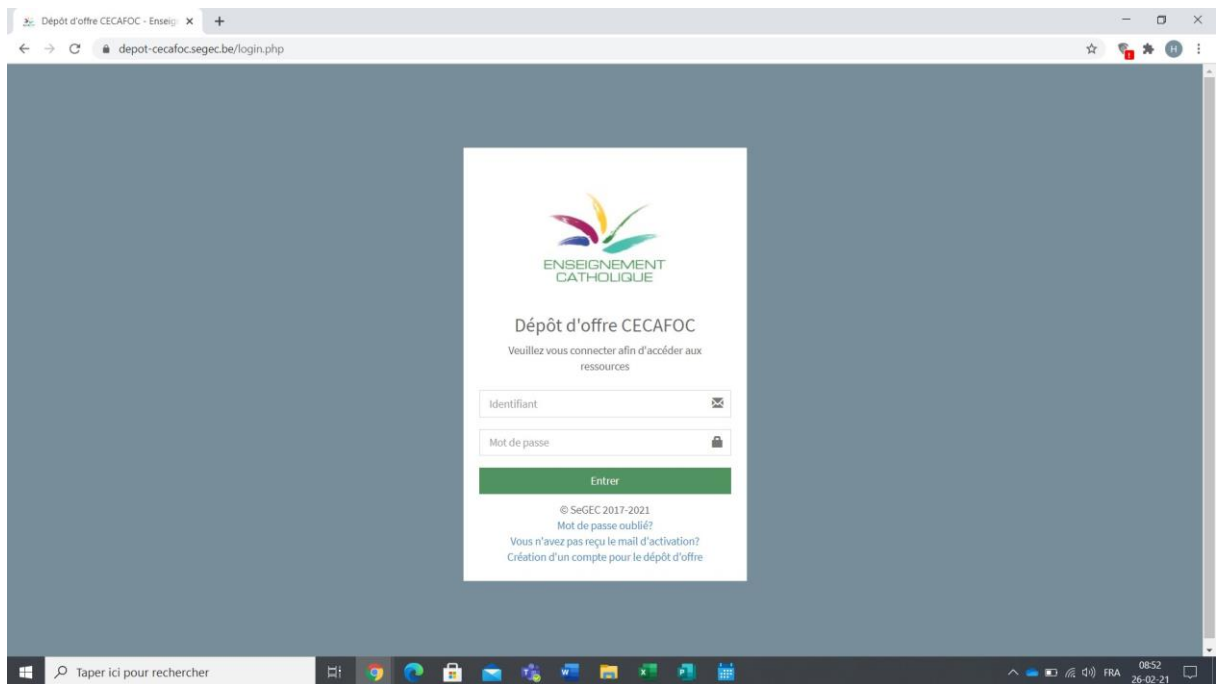 Dépôt d'offre CECAFOC - Enseig
depot-cecafoc.segec.be/login.php
H
ENSEIGNEMENT
CATHOLIQUE
Dépôt d'offre CECAFOC
Veuillez vous connecter afin d'accéder aux
ressources
Identifiant
Mot de passe
Entrer
© SeGEC 2017-2021
Mot de passe oublié?
Vous n'avez pas reçu le mail d'activation?
Création d'un compte pour le dépôt d'offre
Taper ici pour rechercher
FRA
08:52
26-02-21